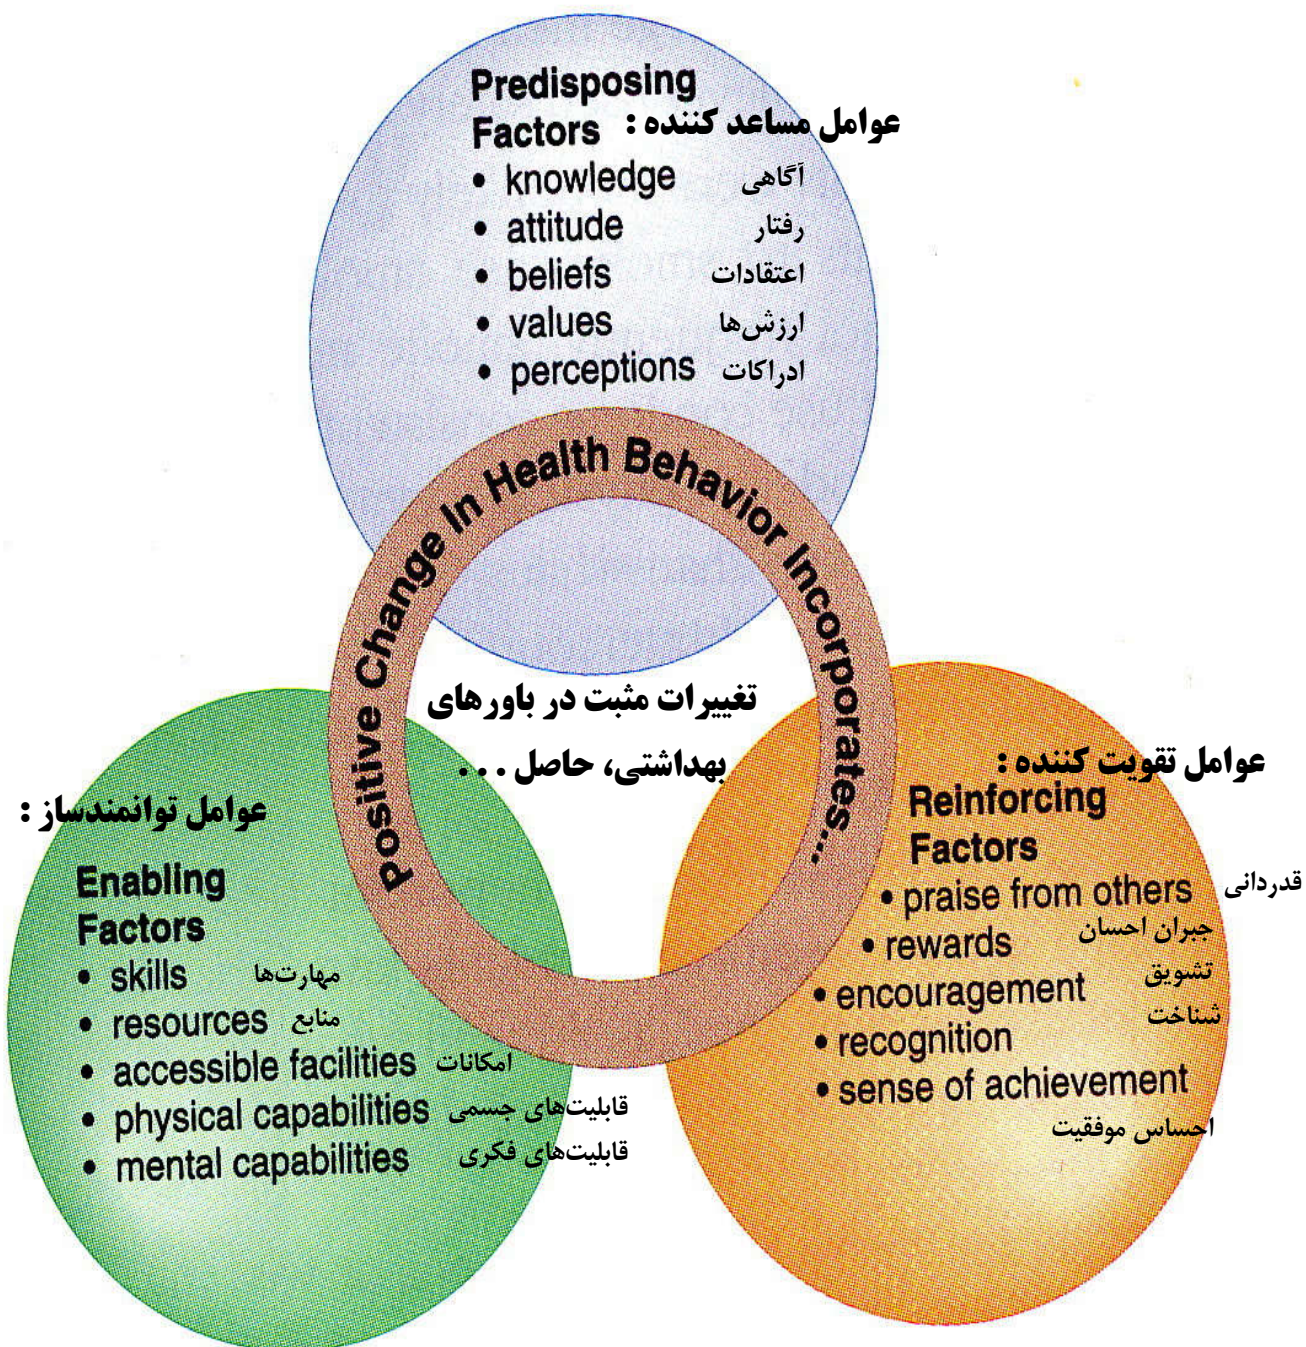 Predisposing
Factors عوامل مساعد کننده :
• knowledge آگاهی
• attitude رفتار
• beliefs اعتقادات
• values ارزش‌ها
• perceptions ادراکات
Positive Change In Health Behavior Incorporates...
تغییرات مثبت در باورهای
بهداشتی، حاصل . . .
عوامل توانمندساز :
Enabling
Factors
• skills مهارت‌ها
• resources منابع
• accessible facilities امکانات
• physical capabilities قابلیت‌های جسمی
• mental capabilities قابلیت‌های فکری
عوامل تقویت کننده :
Reinforcing
Factors
• praise from others قدردانی
• rewards جبران احسان
• encouragement تشویق
• recognition شناخت
• sense of achievement
احساس موفقیت